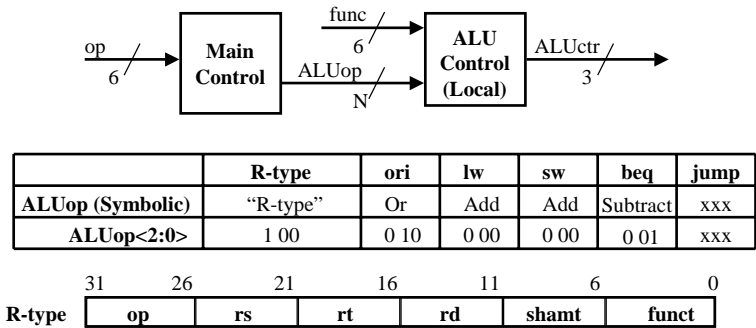 func
op
6
Main
Control
6
ALUop
N
ALU
Control
(Local)
ALUctr
3
R-type ori lw sw beq jump
ALUop (Symbolic) “R-type” Or Add Add Subtract xxx
ALUop<2:0> 1 00 0 10 0 00 0 00 0 01 xxx
31 26 21 16 11 6 0
R-type op rs rt rd shamt funct